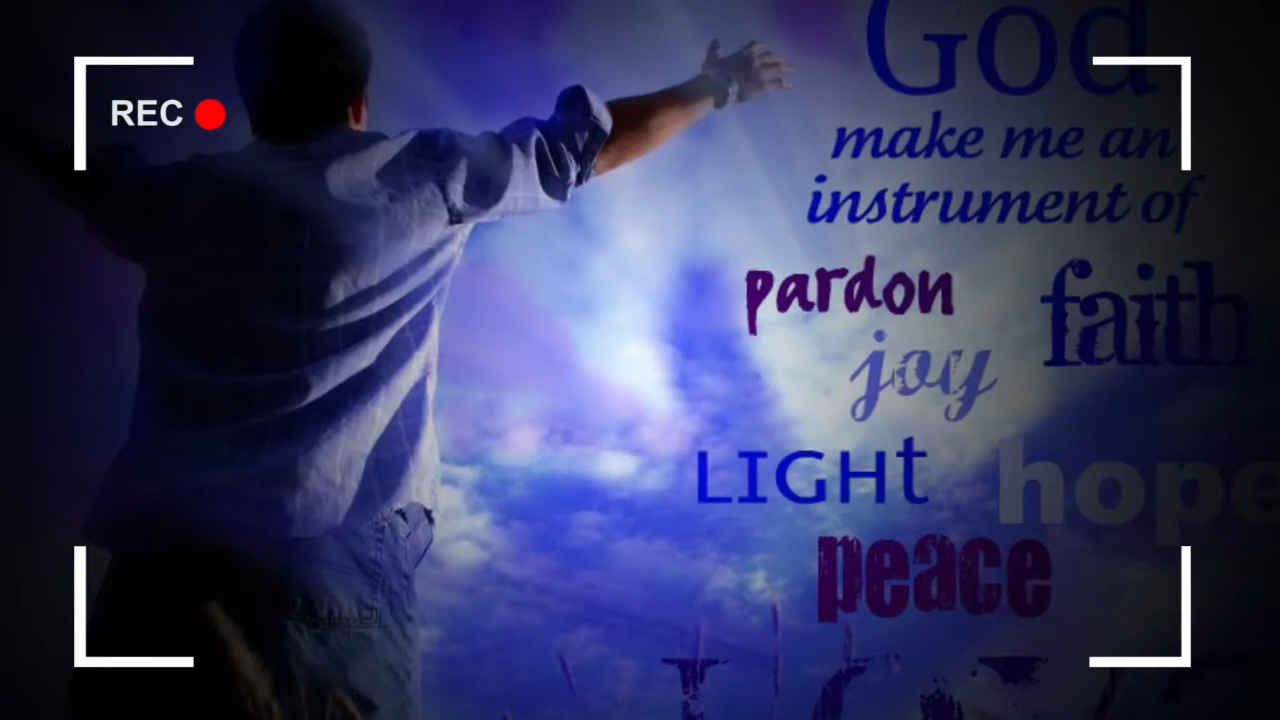 REC
God
make me an
instrument of
pardon
faith
joy
LIGHt
hope
peace